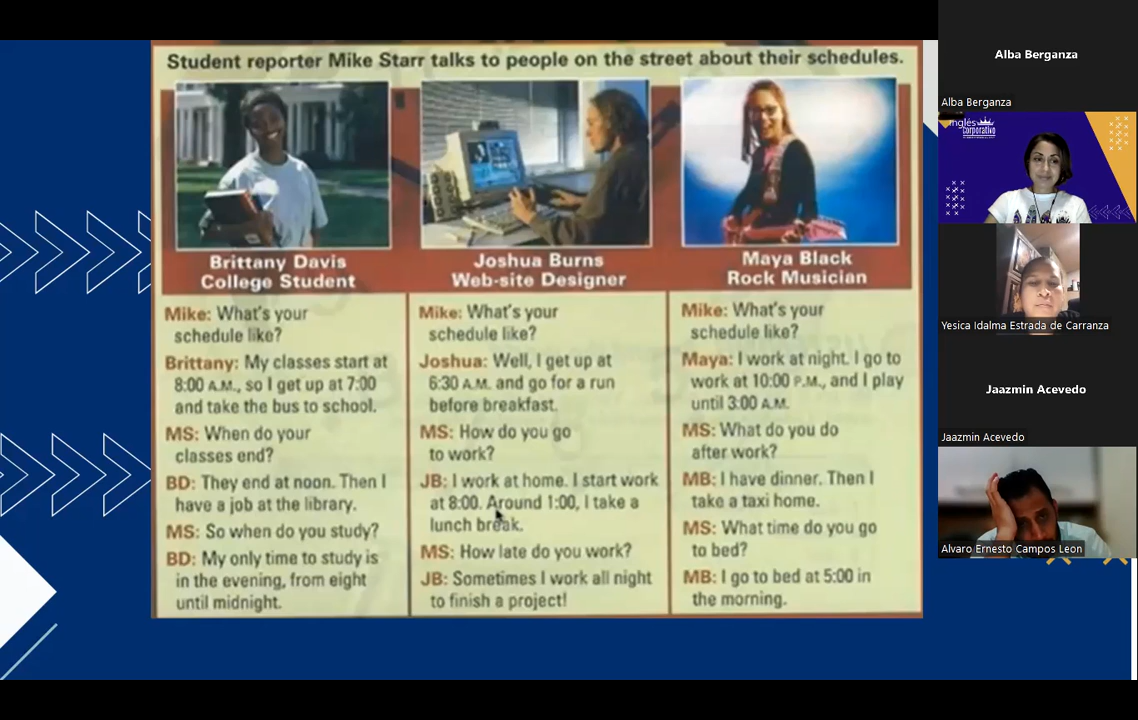 Student reporter Mike Starr talks to people on the street about their schedules.
Brittany Davis
College Student
Mike: What's your
schedule like?
Brittany: My classes start at
8:00 A.M., so I get up at 7:00
and take the bus to school.
MS: When do your
classes end?
BD: They end at noon. Then I
have a job at the library.
MS: So when do you study?
BD: My only time to study is
in the evening, from eight
until midnight.
Joshua Burns
Web-site Designer
Mike: What's your
schedule like?
Joshua: Well, I get up at
6:30 A.M. and go for a run
before breakfast.
MS: How do you go
to work?
JB: I work at home. I start work
at 8:00. Around 1:00, I take a
lunch break.
MS: How late do you work?
JB: Sometimes I work all night
to finish a project!
Maya Black
Rock Musician
Mike: What's your
schedule like?
Maya: I work at night. I go to
work at 10:00 P.M., and I play
until 3:00 A.M.
MS: What do you do
after work?
MB: I have dinner. Then I
take a taxi home.
MS: What time do you go
to bed?
MB: I go to bed at 5:00 in
the morning.
Alba Berganza
Alba Berganza
inglés
corporativo
Yesica Idalma Estrada de Carranza
Jaazmin Acevedo
Jaazmin Acevedo
Alvaro Ernesto Campos Leon